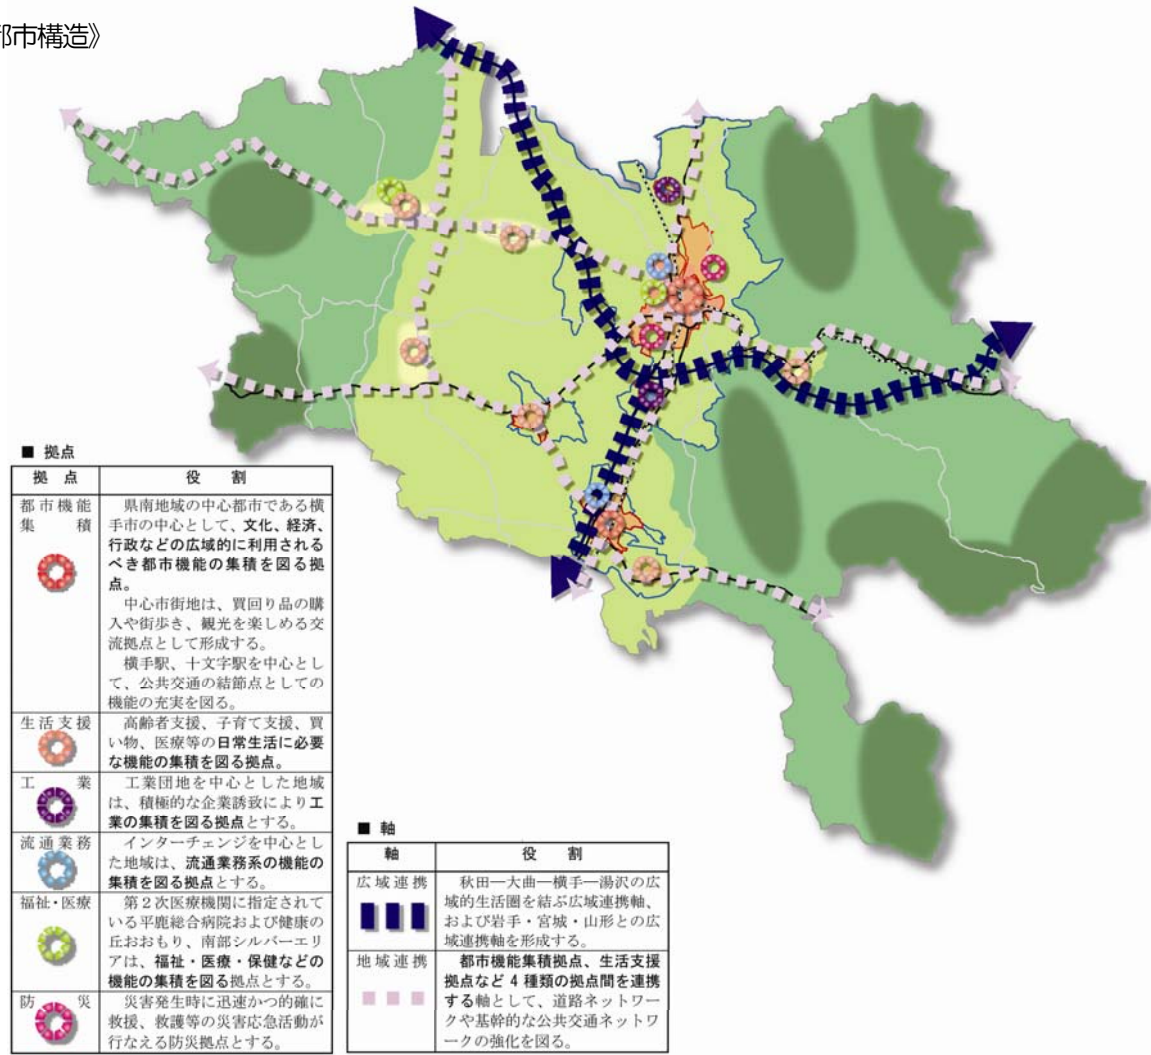 都市構造》
■ 拠点
拠 点
役 割
都市機能
集 積
県南地域の中心都市である横
手市の中心として、文化、経済、
行政などの広域的に利用される
べき都市機能の集積を図る拠
点。
中心市街地は、買回り品の購
入や街歩き、観光を楽しめる交
流拠点として形成する。
横手駅、十文字駅を中心とし
て、公共交通の結節点としての
機能の充実を図る。
生活支援
高齢者支援、子育て支援、買
い物、医療等の日常生活に必要
な機能の集積を図る拠点。
工 業
工業団地を中心とした地域
は、積極的な企業誘致により工
業の集積を図る拠点とする。
流通業務
インターチェンジを中心とし
た地域は、流通業務系の機能の
集積を図る拠点とする。
福祉・医療
第２次医療機関に指定され
ている平鹿総合病院および健康の
丘おおもり、南部シルバーエリ
アは、福祉・医療・保健などの
機能の集積を図る拠点とする。
防 災
災害発生時に迅速かつ的確に
救援、救護等の災害応急活動が
行なえる防災拠点とする。
■ 軸
軸
役 割
広域連携
秋田―大曲―横手―湯沢の広
域的生活圏を結ぶ広域連携軸、
および岩手・宮城・山形との広
域連携軸を形成する。
地域連携
都市機能集積拠点、生活支援
拠点など 4 種類の拠点間を連携
する軸として、道路ネットワー
クや基幹的な公共交通ネットワ
ークの強化を図る。